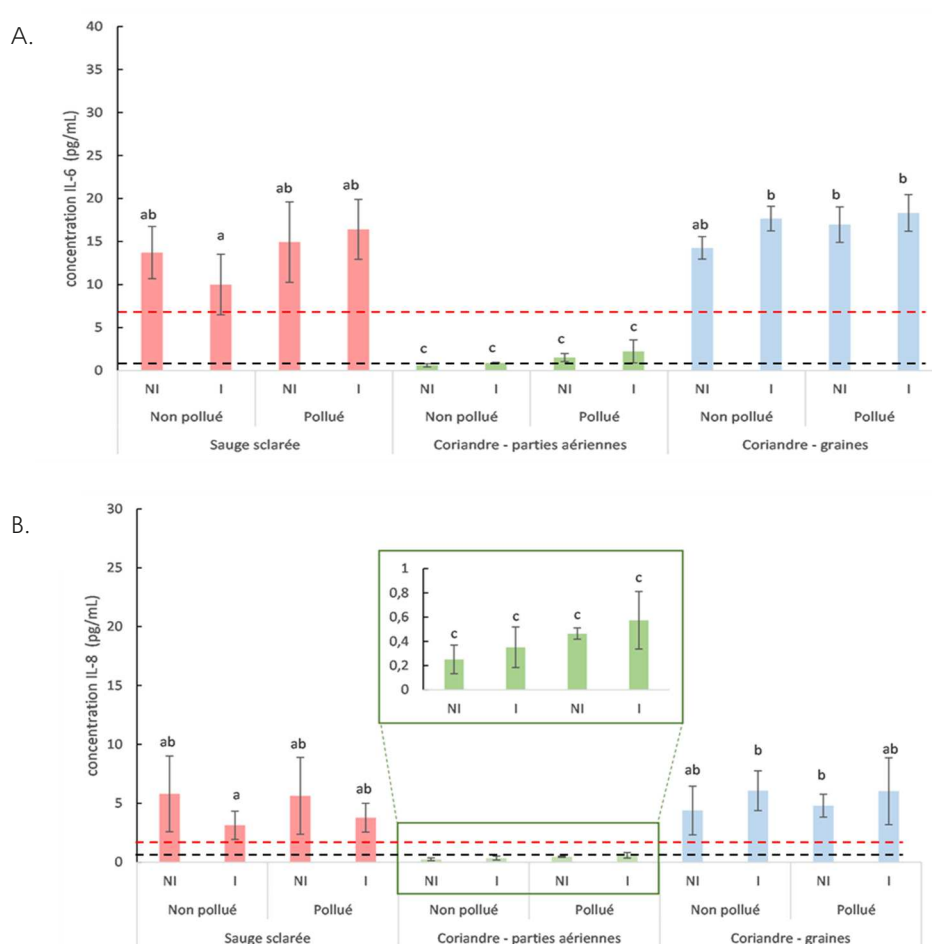 A.
concentration IL-6 (pg/mL)
40
35
30
25
20
15
10
5
0
ab
a
ab
ab
c
c
c
c
ab
b
b
b
NI I NI I NI I NI I NI I NI I
Non pollué Pollué Non pollué Pollué Non pollué Pollué
Sauge sclarée Coriandre - parties aériennes Coriandre - graines
B.
concentration IL-8 (pg/mL)
30
25
20
15
10
5
0
1
0,8
0,6
0,4
0,2
0
c
c
c
c
NI I NI I
ab
a
ab
ab
ab
b
b
ab
NI I NI I NI I NI I NI I NI I
Non pollué Pollué Non pollué Pollué Non pollué Pollué
Sauge sclarée Coriandre - parties aériennes Coriandre - graines